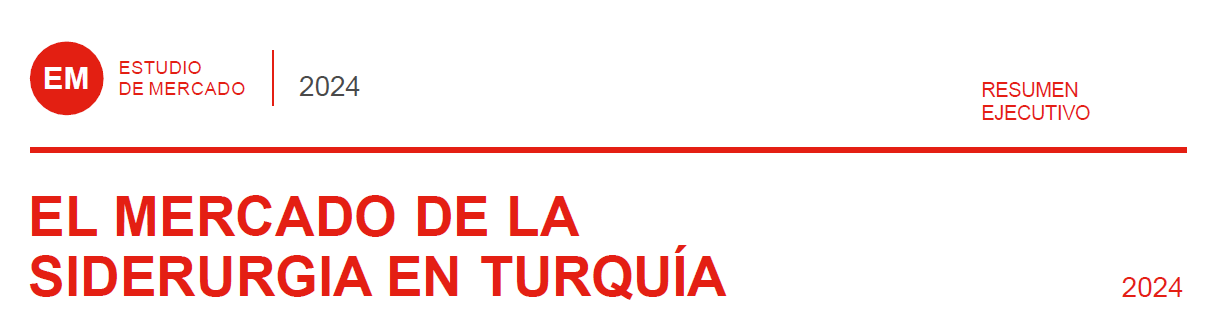 EM
ESTUDIO
DE MERCADO
2024
RESUMEN
EJECUTIVO
EL MERCADO DE LA
SIDERURGIA EN TURQUÍA
2024